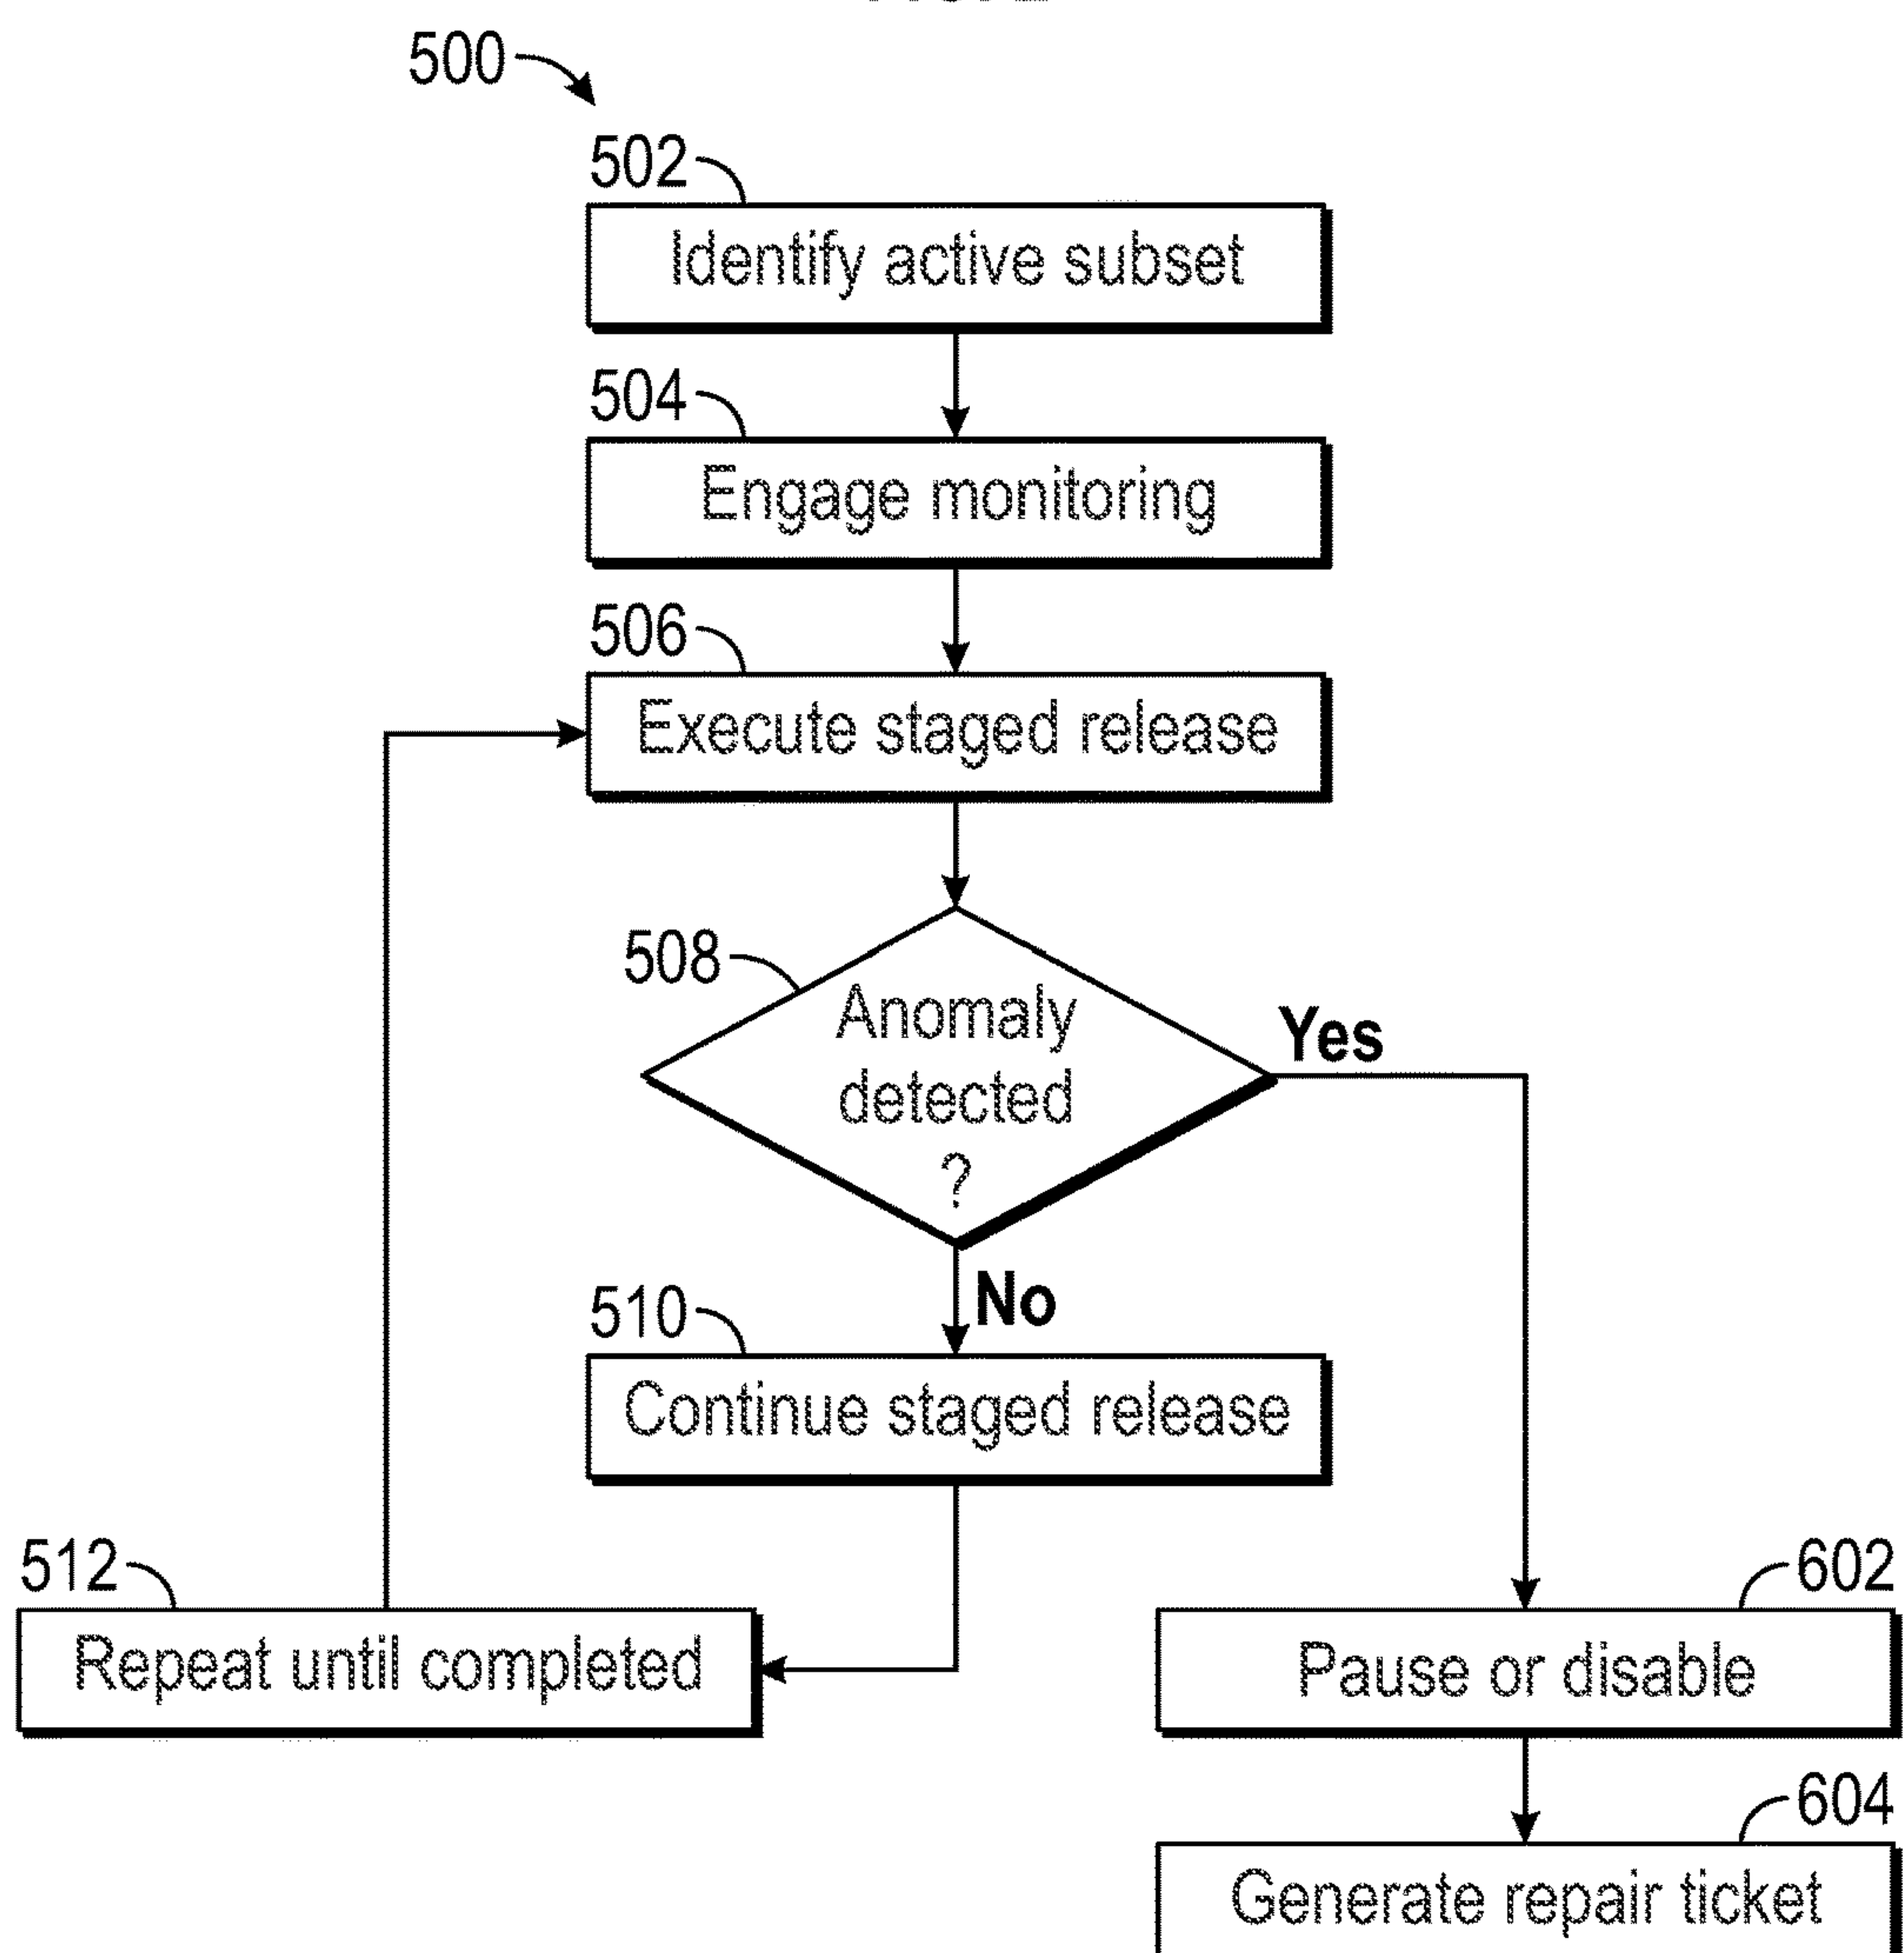 500
502
Identify active subset
504
Engage monitoring
506
Execute staged release
508
Anomaly
detected
?
Yes
No
510
Continue staged release
512
Repeat until completed
602
Pause or disable
604
Generate repair ticket